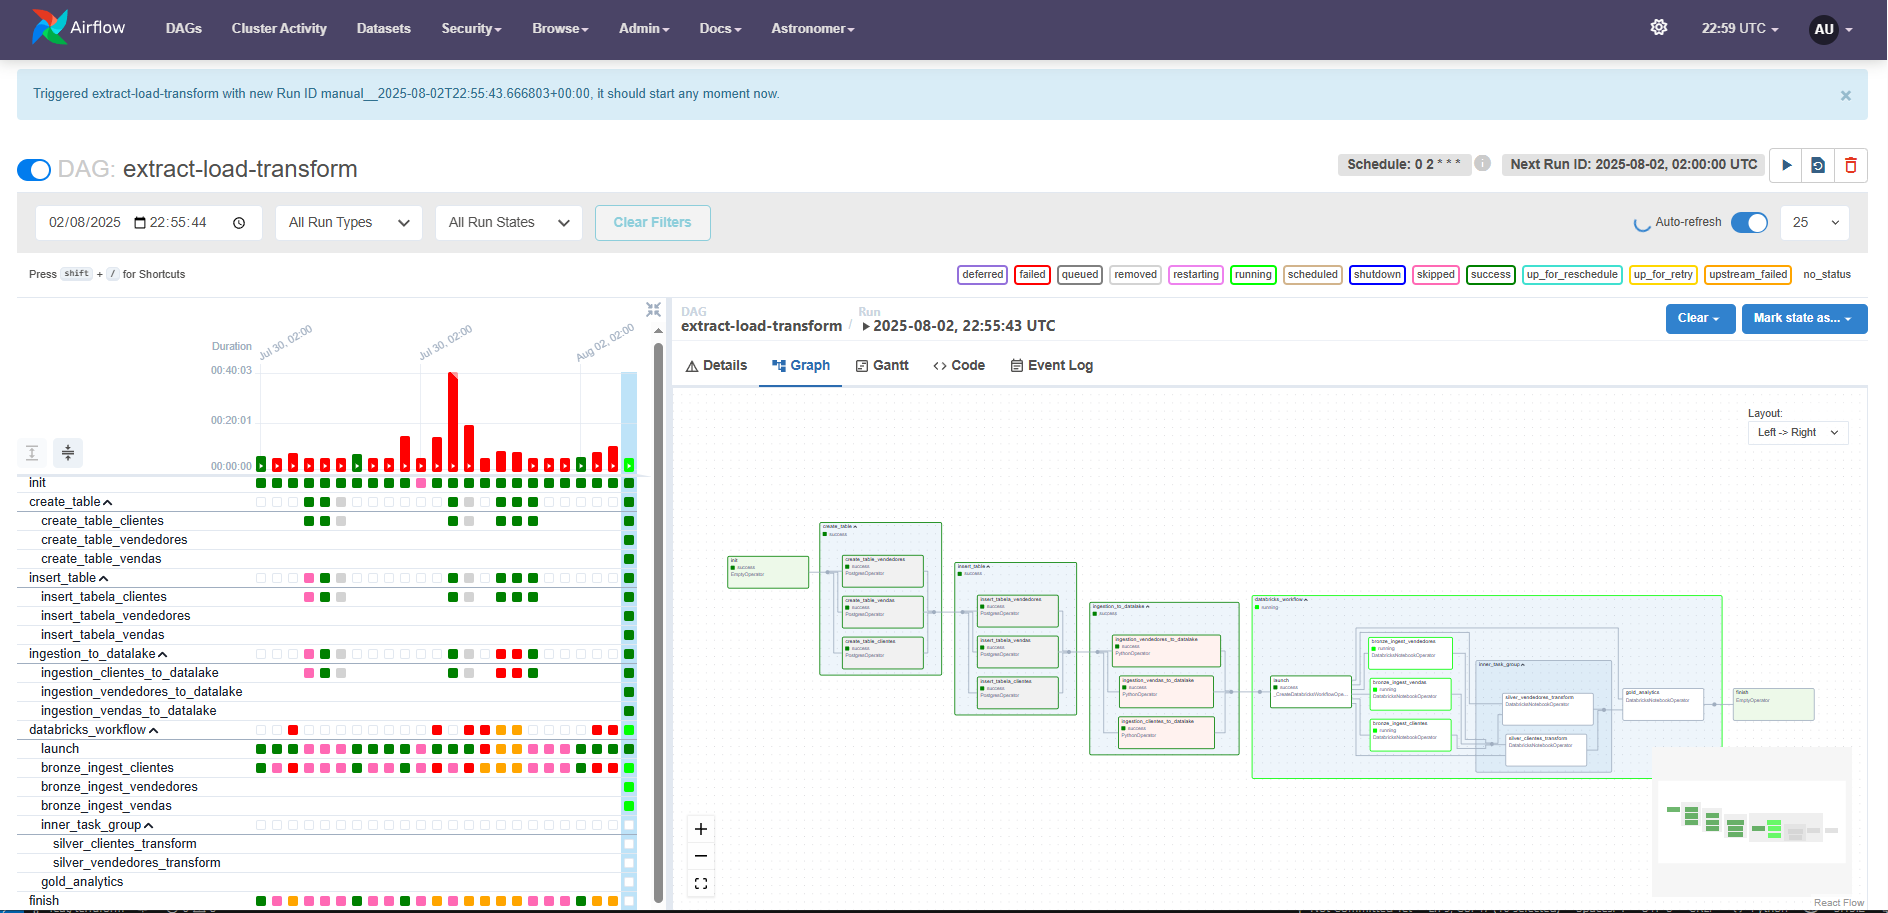 Airflow DAGs Cluster Activity Datasets Security Browse Admin Docs Astronomer 22:59 UTC AU
Triggered extract-load-transform with new Run ID manual__2025-08-02T22:55:43.666803+00:00, it should start any moment now. ×
DAG: extract-load-transform
Schedule: 0 2 * * * i Next Run ID: 2025-08-02, 02:00:00 UTC
02/08/2025 22:55:44 All Run Types All Run States Clear Filters
Auto-refresh 25
Press shift + / for Shortcuts
deferred failed queued removed restarting running scheduled shutdown skipped success up_for_reschedule up_for_retry upstream_failed no_status
Duration
Jul 30, 02:00
Jul 30, 02:00
Aug 02, 02:00
00:40:03
00:20:01
00:00:00
init
create_table
create_table_clientes
create_table_vendedores
create_table_vendas
insert_table
insert_tabela_clientes
insert_tabela_vendedores
insert_tabela_vendas
ingestion_to_datalake
ingestion_clientes_to_datalake
ingestion_vendedores_to_datalake
ingestion_vendas_to_datalake
databricks_workflow
launch
bronze_ingest_clientes
bronze_ingest_vendedores
bronze_ingest_vendas
inner_task_group
silver_clientes_transform
silver_vendedores_transform
gold_analytics
finish
DAG
extract-load-transform
/
Run
2025-08-02, 22:55:43 UTC
Clear
Mark state as...
Details Graph Gantt Code Event Log
Layout:
Left -> Right
init
success
EmptyOperator
create_table
success
create_table_vendedores
success
PostgresOperator
create_table_vendas
success
PostgresOperator
create_table_clientes
success
PostgresOperator
insert_table
success
insert_tabela_vendedores
success
PostgresOperator
insert_tabela_vendas
success
PostgresOperator
insert_tabela_clientes
success
PostgresOperator
ingestion_to_datalake
success
ingestion_vendedores_to_datalake
success
PythonOperator
ingestion_vendas_to_datalake
success
PythonOperator
ingestion_clientes_to_datalake
success
PythonOperator
databricks_workflow
running
launch
success
_CreateDatabricksWorkflowOpe...
bronze_ingest_vendedores
running
DatabricksNotebookOperator
bronze_ingest_vendas
running
DatabricksNotebookOperator
bronze_ingest_clientes
running
DatabricksNotebookOperator
inner_task_group
silver_vendedores_transform
DatabricksNotebookOperator
silver_clientes_transform
DatabricksNotebookOperator
gold_analytics
DatabricksNotebookOperator
finish
EmptyOperator
React Flow